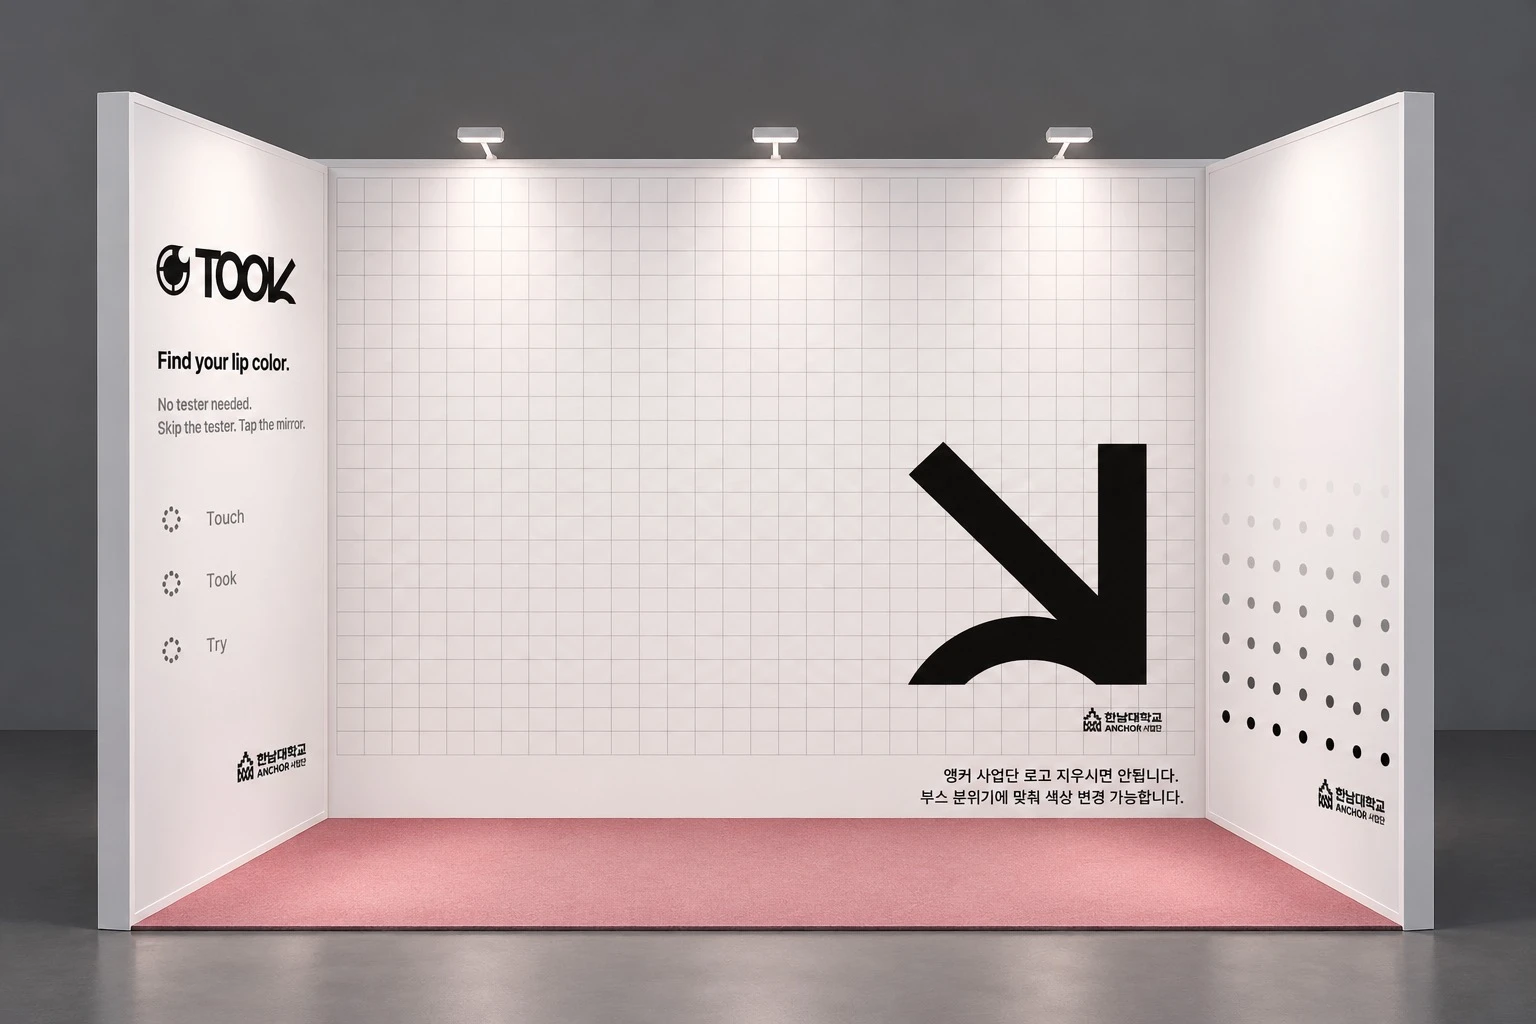 TOOK
Find your lip color.
No tester needed.
Skip the tester. Tap the mirror.
Touch
Took
Try
한남대학교
ANCHOR 사업단
한남대학교
ANCHOR 사업단
앵커 사업단 로고 지우시면 안됩니다.
부스 분위기에 맞춰 색상 변경 가능합니다.
한남대학교
ANCHOR 사업단